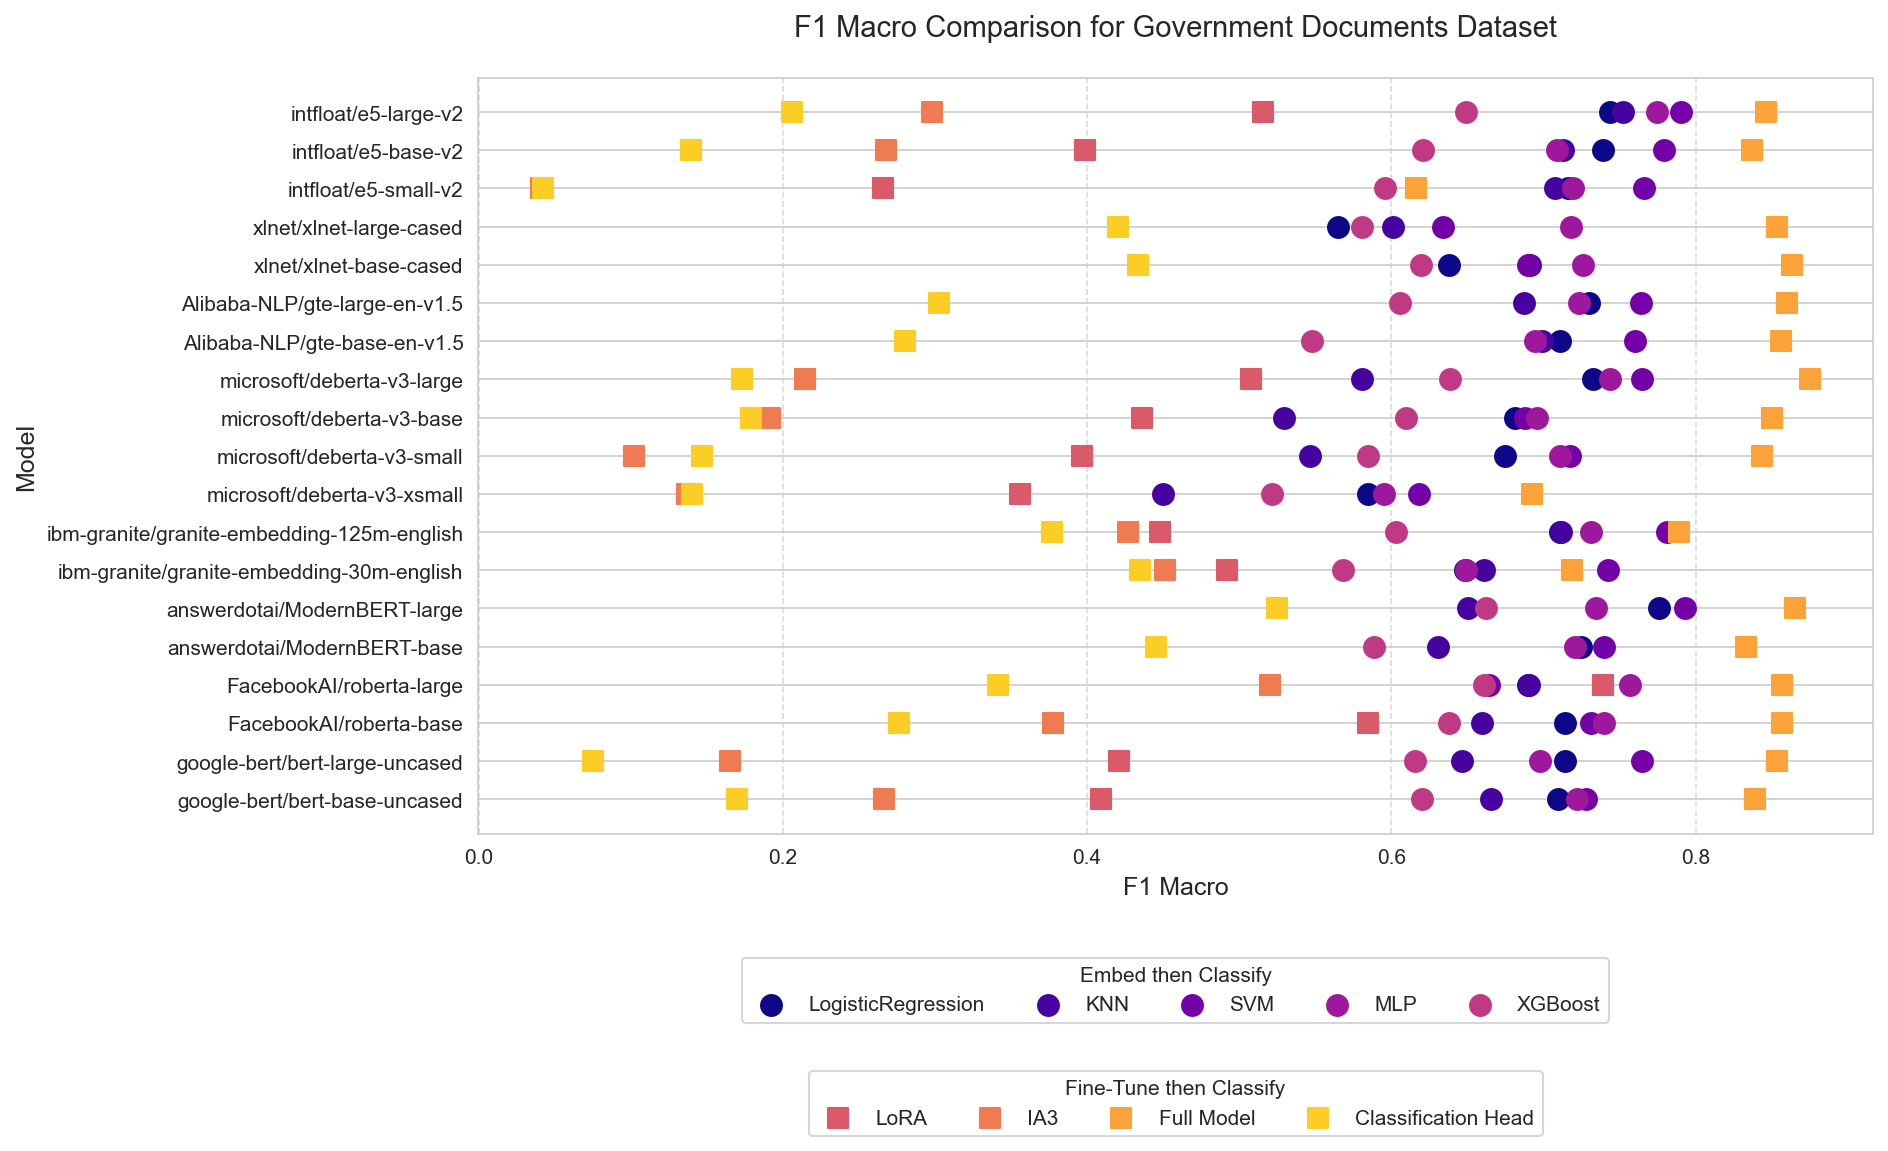 F1 Macro Comparison for Government Documents Dataset
Model
intfloat/e5-large-v2
intfloat/e5-base-v2
intfloat/e5-small-v2
xlnet/xlnet-large-cased
xlnet/xlnet-base-cased
Alibaba-NLP/gte-large-en-v1.5
Alibaba-NLP/gte-base-en-v1.5
microsoft/deberta-v3-large
microsoft/deberta-v3-base
microsoft/deberta-v3-small
microsoft/deberta-v3-xsmall
ibm-granite/granite-embedding-125m-english
ibm-granite/granite-embedding-30m-english
answerdotai/ModernBERT-large
answerdotai/ModernBERT-base
FacebookAI/roberta-large
FacebookAI/roberta-base
google-bert/bert-large-uncased
google-bert/bert-base-uncased
0.0 0.2 0.4 0.6 0.8
F1 Macro
Embed then Classify
LogisticRegression KNN SVM MLP XGBoost
Fine-Tune then Classify
LoRA IA3 Full Model Classification Head